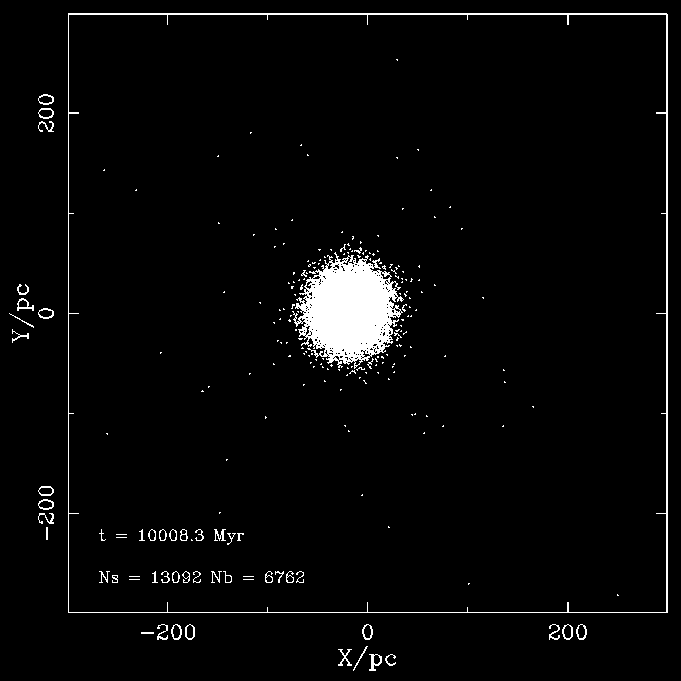 200
Y/pc
0
-200
t = 10008.3 Myr
Ns = 13092 Nb = 6762
-200 0 200
X/pc